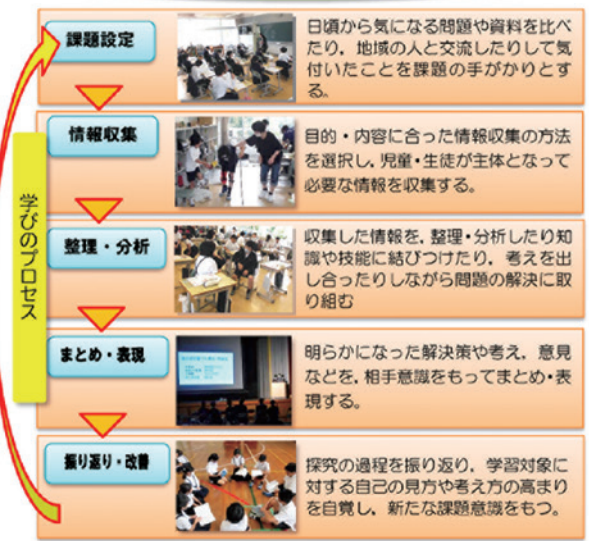 課題設定
日頃から気になる問題や資料を比べ
たり，地域の人と交流したりして気
付いたことを課題の手がかりとす
る。
情報収集
目的・内容に合った情報収集の方法
を選択し，児童・生徒が主体となって
必要な情報を収集する。
学びのプロセス
整理・分析
収集した情報を，整理・分析したり知
識や技能に結びつけたり，考えを出
し合ったりしながら問題の解決に取
り組む
まとめ・表現
明らかになった解決策や考え，意見
などを，相手意識をもってまとめ・表
現する。
振り返り・改善
探究の過程を振り返り，学習対象に
対する自己の見方や考え方の高まり
を自覚し，新たな課題意識をもつ。